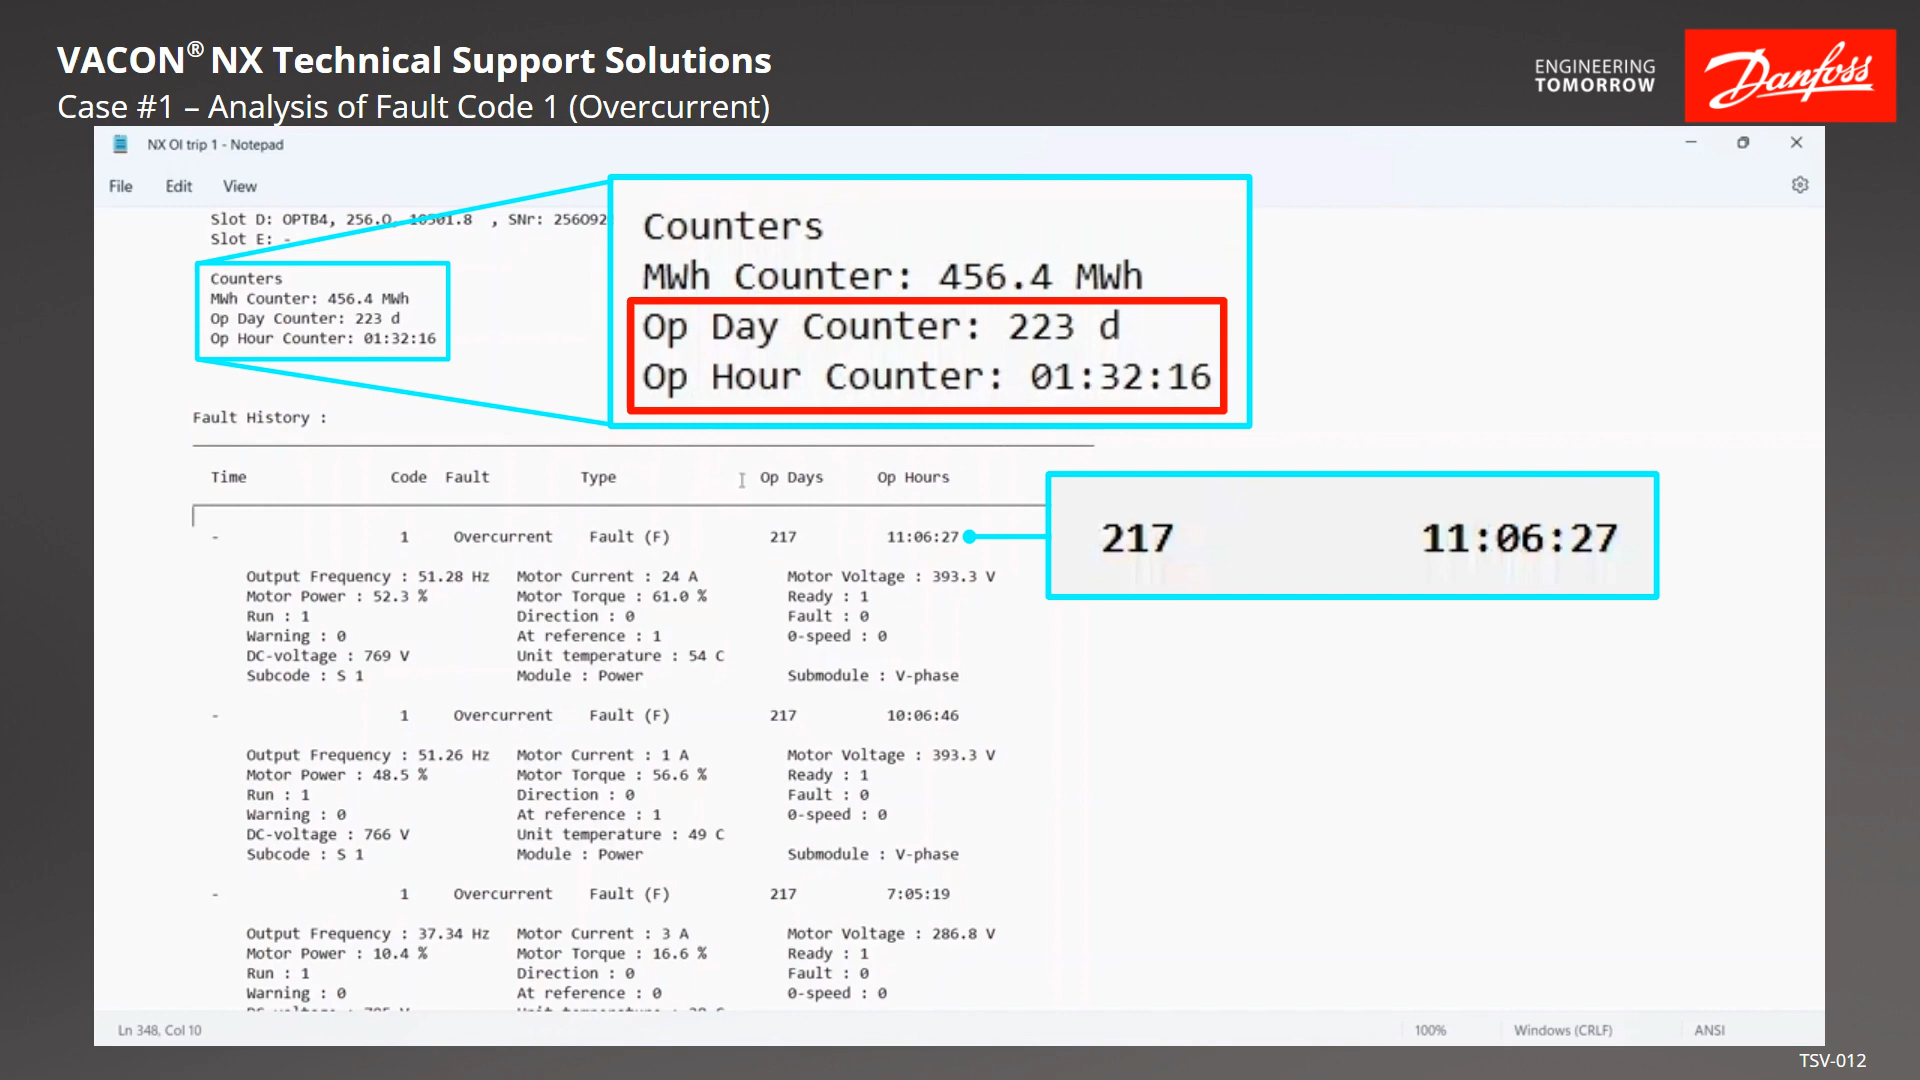 VACON® NX Technical Support Solutions
Case #1 – Analysis of Fault Code 1 (Overcurrent)
ENGINEERING
TOMORROW
Danfoss
NX OI trip 1 - Notepad
File Edit View
Slot D: OPTB4, 256.0, 10501.8 , SNr: 256092
Slot E: -
Counters
MWh Counter: 456.4 MWh
Op Day Counter: 223 d
Op Hour Counter: 01:32:16
Counters
MWh Counter: 456.4 MWh
Op Day Counter: 223 d
Op Hour Counter: 01:32:16
Fault History :
Time Code Fault Type Op Days Op Hours
- 1 Overcurrent Fault (F) 217 11:06:27
217 11:06:27
Output Frequency : 51.28 Hz Motor Current : 24 A Motor Voltage : 393.3 V
Motor Power : 52.3 % Motor Torque : 61.0 % Ready : 1
Run : 1 Direction : 0 Fault : 0
Warning : 0 At reference : 1 0-speed : 0
DC-voltage : 769 V Unit temperature : 54 C
Subcode : S 1 Module : Power Submodule : V-phase
- 1 Overcurrent Fault (F) 217 10:06:46
Output Frequency : 51.26 Hz Motor Current : 1 A Motor Voltage : 393.3 V
Motor Power : 48.5 % Motor Torque : 56.6 % Ready : 1
Run : 1 Direction : 0 Fault : 0
Warning : 0 At reference : 1 0-speed : 0
DC-voltage : 766 V Unit temperature : 49 C
Subcode : S 1 Module : Power Submodule : V-phase
- 1 Overcurrent Fault (F) 217 7:05:19
Output Frequency : 37.34 Hz Motor Current : 3 A Motor Voltage : 286.8 V
Motor Power : 10.4 % Motor Torque : 16.6 % Ready : 1
Run : 1 Direction : 0 Fault : 0
Warning : 0 At reference : 0 0-speed : 0
Ln 348, Col 10 100% Windows (CRLF) ANSI
TSV-012